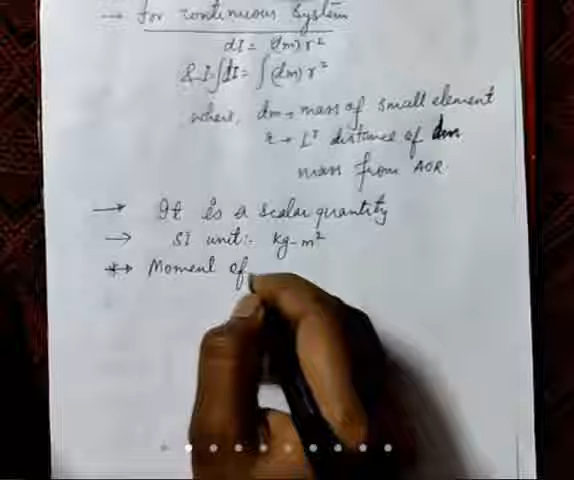 → for continuous System
dI = (dm) r²
& I = ∫dI = ∫(dm) r²
where, dm → mass of small element
r → Lʳ distance of dm
mass from AOR.
→ It is a scalar quantity
→ SI unit:- kg-m²
*→ Moment of